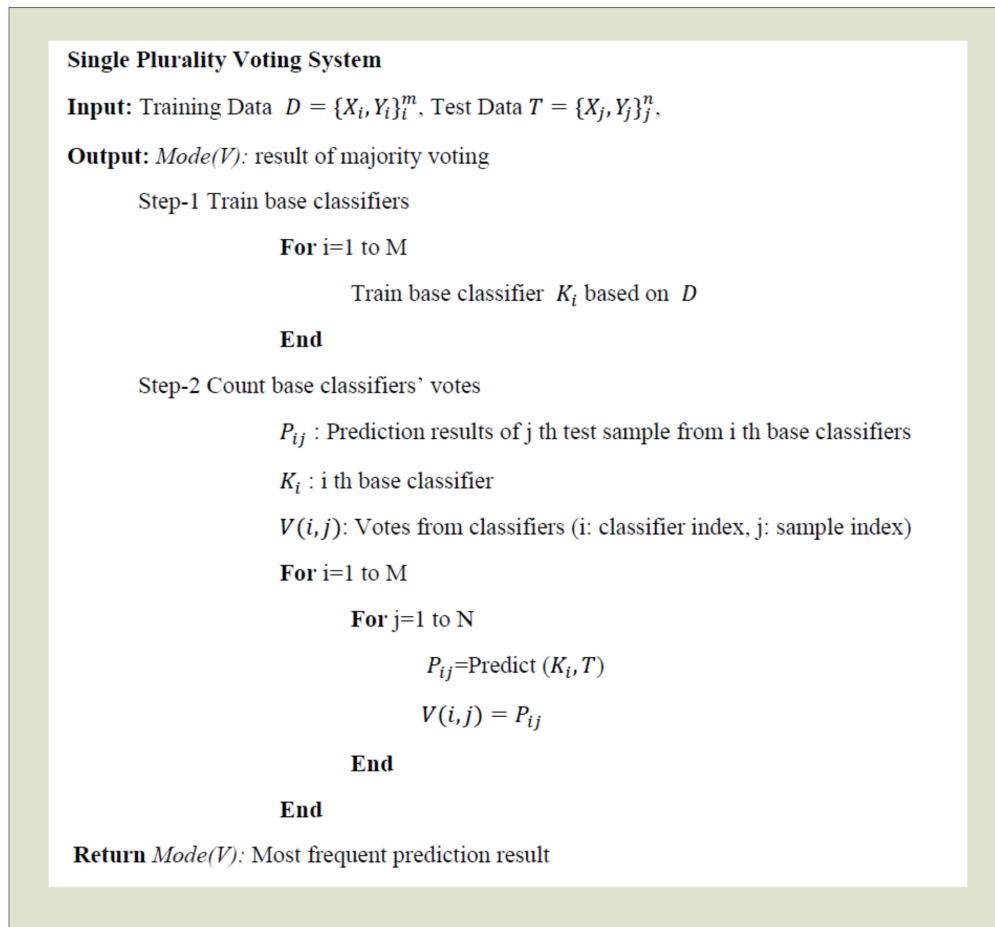 Single Plurality Voting System
Input: Training Data D = {X_i, Y_i}_i^m, Test Data T = {X_j, Y_j}_j^n,
Output: Mode(V): result of majority voting
Step-1 Train base classifiers
For i=1 to M
Train base classifier K_i based on D
End
Step-2 Count base classifiers’ votes
P_ij : Prediction results of j th test sample from i th base classifiers
K_i : i th base classifier
V(i,j): Votes from classifiers (i: classifier index, j: sample index)
For i=1 to M
For j=1 to N
P_ij=Predict (K_i, T)
V(i,j) = P_ij
End
End
Return Mode(V): Most frequent prediction result